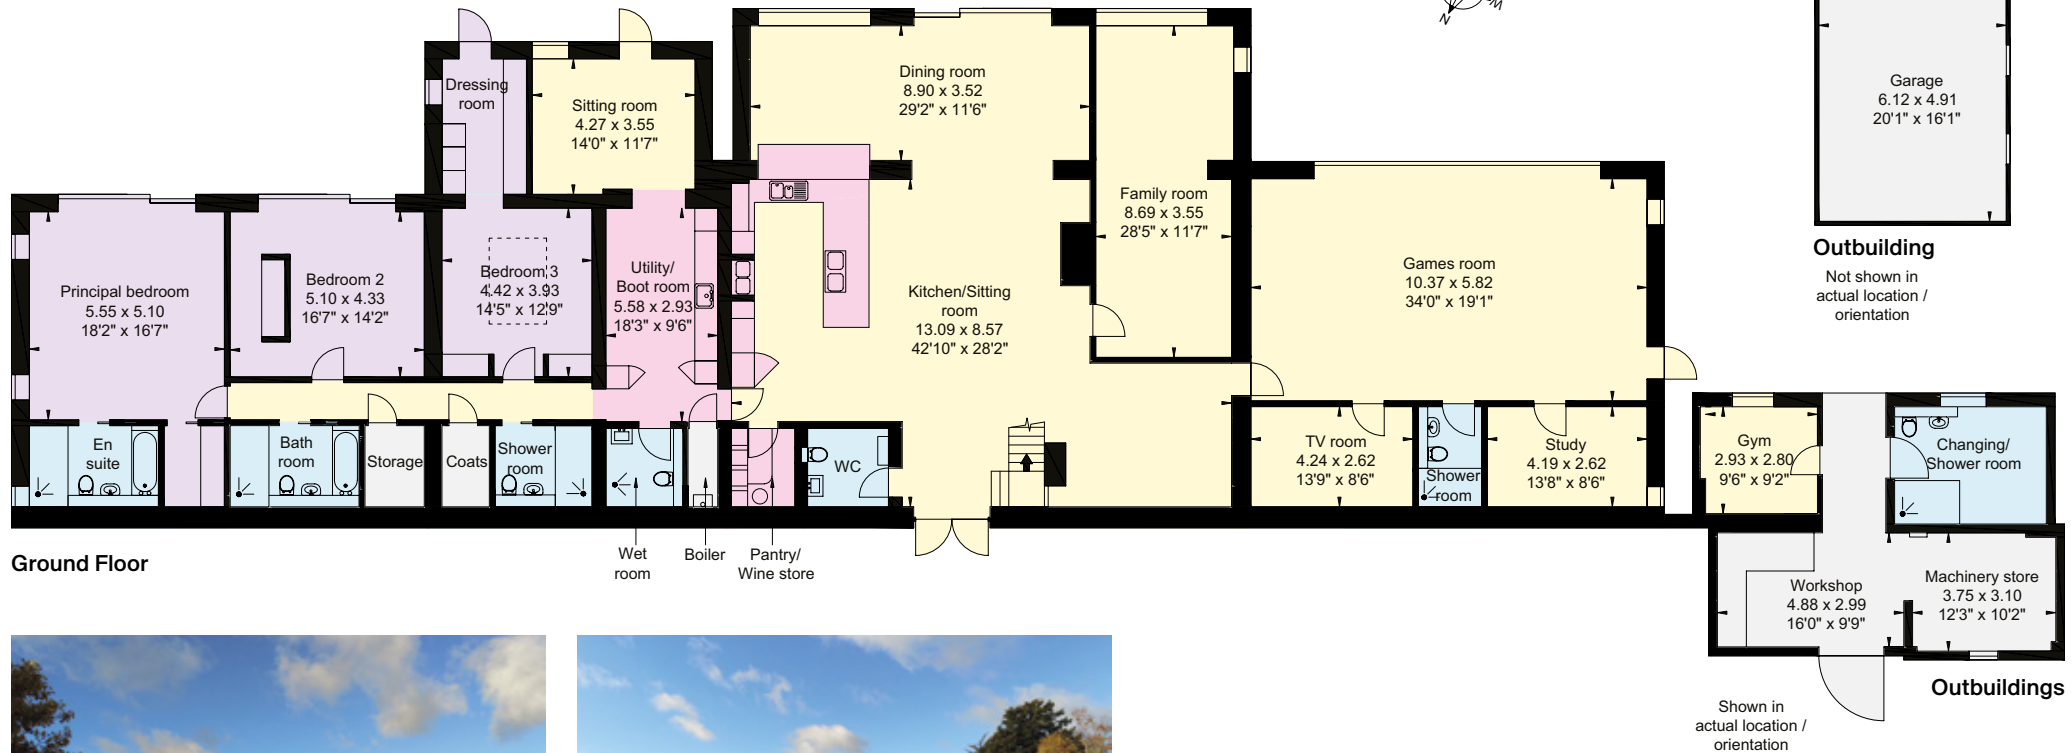 N
W
Dressing
room
Sitting room
4.27 x 3.55
14'0" x 11'7"
Dining room
8.90 x 3.52
29'2" x 11'6"
Garage
6.12 x 4.91
20'1" x 16'1"
Outbuilding
Not shown in
actual location /
orientation
Principal bedroom
5.55 x 5.10
18'2" x 16'7"
Bedroom 2
5.10 x 4.33
16'7" x 14'2"
Bedroom 3
4.42 x 3.93
14'5" x 12'9"
Utility/
Boot room
5.58 x 2.93
18'3" x 9'6"
Kitchen/Sitting
room
13.09 x 8.57
42'10" x 28'2"
Family room
8.69 x 3.55
28'5" x 11'7"
Games room
10.37 x 5.82
34'0" x 19'1"
En
suite
Bath
room
Storage
Coats
Shower
room
WC
TV room
4.24 x 2.62
13'9" x 8'6"
Shower
room
Study
4.19 x 2.62
13'8" x 8'6"
Gym
2.93 x 2.80
9'6" x 9'2"
Changing/
Shower room
Ground Floor
Wet
room
Boiler
Pantry/
Wine store
Workshop
4.88 x 2.99
16'0" x 9'9"
Machinery store
3.75 x 3.10
12'3" x 10'2"
Outbuildings
Shown in
actual location /
orientation